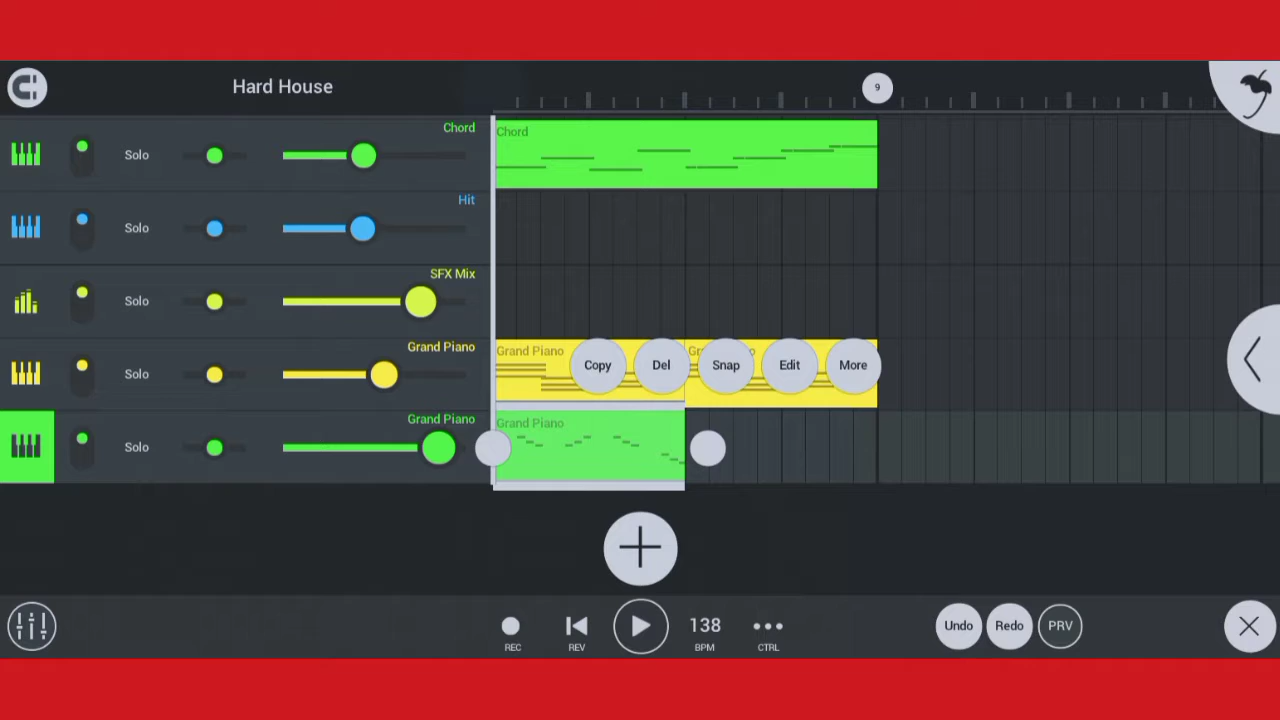 Hard House
9
Chord
Chord
Solo
Hit
Solo
SFX Mix
Solo
Grand Piano
Grand Piano
Copy
Del
Snap
Edit
More
Solo
Grand Piano
Grand Piano
Solo
REC
REV
138
BPM
CTRL
Undo
Redo
PRV